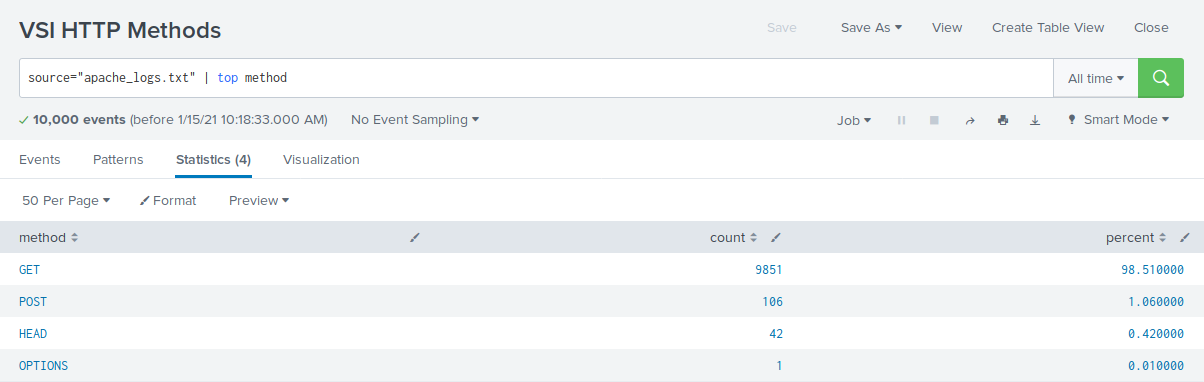 VSI HTTP Methods
Save Save As View Create Table View Close
source="apache_logs.txt" | top method
All time
10,000 events (before 1/15/21 10:18:33.000 AM) No Event Sampling Job Smart Mode
Events Patterns Statistics (4) Visualization
50 Per Page Format Preview
method count percent
GET 9851 98.510000
POST 106 1.060000
HEAD 42 0.420000
OPTIONS 1 0.010000